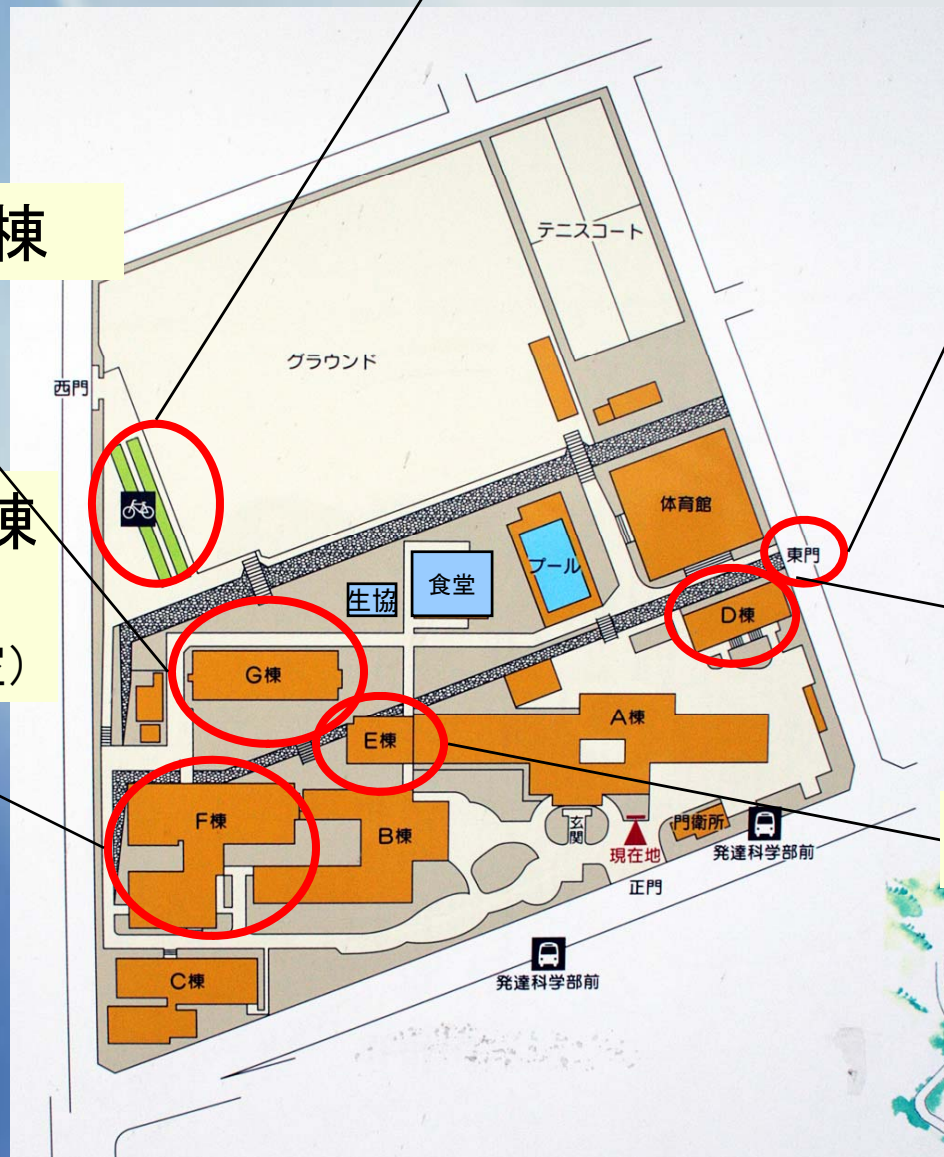 棟
テニスコート
グラウンド
西門
棟
体育館
東門
プール
食堂
生協
D棟
定）
G棟
A棟
E棟
F棟
B棟
玄関
門衛所
現在地
発達科学部前
正門
発達科学部前
C棟